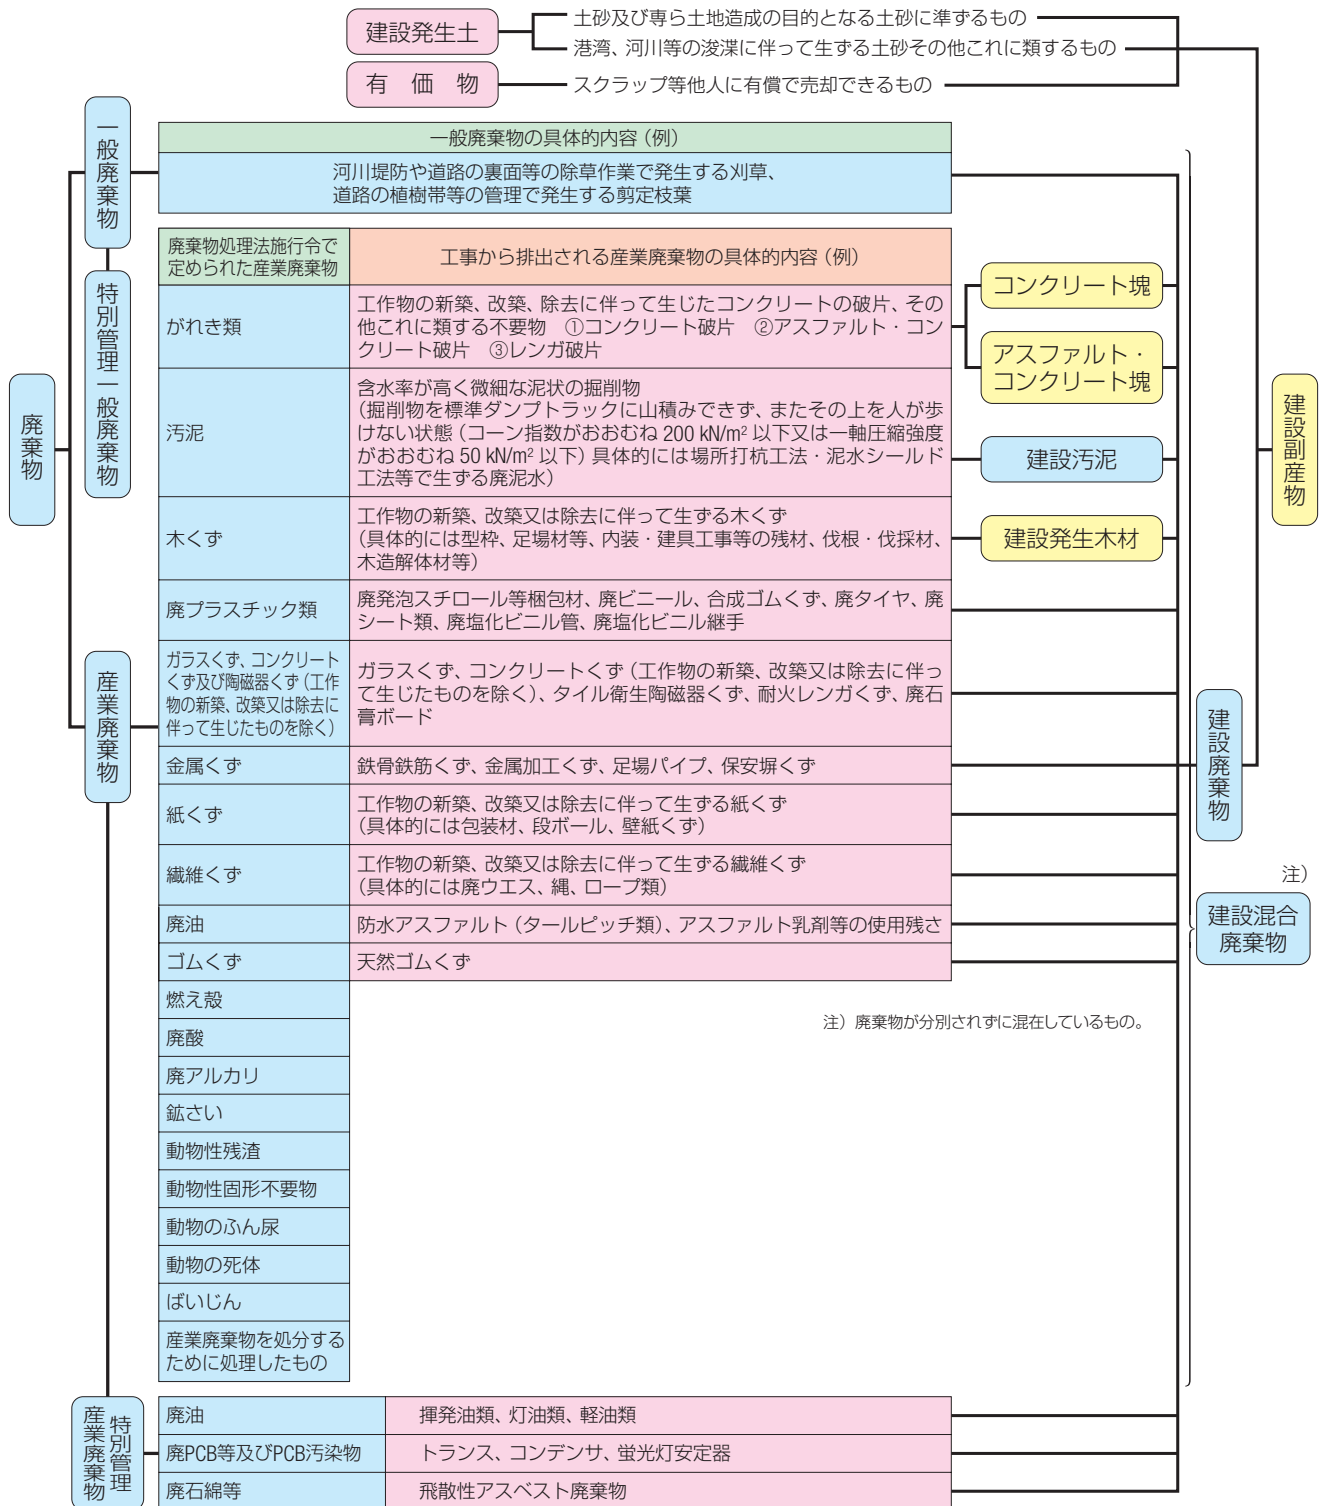 建設発生土
土砂及び専ら土地造成の目的となる土砂に準ずるもの
港湾、河川等の浚渫に伴って生ずる土砂その他これに類するもの
有 価 物
スクラップ等他人に有償で売却できるもの
一般廃棄物
一般廃棄物の具体的内容（例）
河川堤防や道路の裏面等の除草作業で発生する刈草、
道路の植樹帯等の管理で発生する剪定枝葉
特別管理一般廃棄物
廃棄物処理法施行令で
定められた産業廃棄物
工事から排出される産業廃棄物の具体的内容（例）
がれき類
工作物の新築、改築、除去に伴って生じたコンクリートの破片、その
他これに類する不要物　①コンクリート破片　②アスファルト・コン
クリート破片　③レンガ破片
コンクリート塊
アスファルト・
コンクリート塊
廃棄物
汚泥
含水率が高く微細な泥状の掘削物
（掘削物を標準ダンプトラックに山積みできず、またその上を人が歩
けない状態（コーン指数がおおむね 200 kN/m² 以下又は一軸圧縮強度
がおおむね 50 kN/m² 以下）具体的には場所打杭工法・泥水シールド
工法等で生ずる廃泥水）
建設汚泥
建設副産物
木くず
工作物の新築、改築又は除去に伴って生ずる木くず
（具体的には型枠、足場材等、内装・建具工事等の残材、伐根・伐採材、
木造解体材等）
建設発生木材
廃プラスチック類
廃発泡スチロール等梱包材、廃ビニール、合成ゴムくず、廃タイヤ、廃
シート類、廃塩化ビニル管、廃塩化ビニル継手
産業廃棄物
ガラスくず、コンクリート
くず及び陶磁器くず（工作
物の新築、改築又は除去に
伴って生じたものを除く）
ガラスくず、コンクリートくず（工作物の新築、改築又は除去に伴っ
て生じたものを除く）、タイル衛生陶磁器くず、耐火レンガくず、廃石
膏ボード
金属くず
鉄骨鉄筋くず、金属加工くず、足場パイプ、保安塀くず
建設廃棄物
紙くず
工作物の新築、改築又は除去に伴って生ずる紙くず
（具体的には包装材、段ボール、壁紙くず）
繊維くず
工作物の新築、改築又は除去に伴って生ずる繊維くず
（具体的には廃ウエス、縄、ロープ類）
注）
建設混合
廃棄物
廃油
防水アスファルト（タールピッチ類）、アスファルト乳剤等の使用残さ
ゴムくず
天然ゴムくず
燃え殻
注）廃棄物が分別されずに混在しているもの。
廃酸
廃アルカリ
鉱さい
動物性残渣
動物性固形不要物
動物のふん尿
動物の死体
ばいじん
産業廃棄物を処分する
ために処理したもの
特別管理
産業廃棄物
廃油
揮発油類、灯油類、軽油類
廃PCB等及びPCB汚染物
トランス、コンデンサ、蛍光灯安定器
廃石綿等
飛散性アスベスト廃棄物